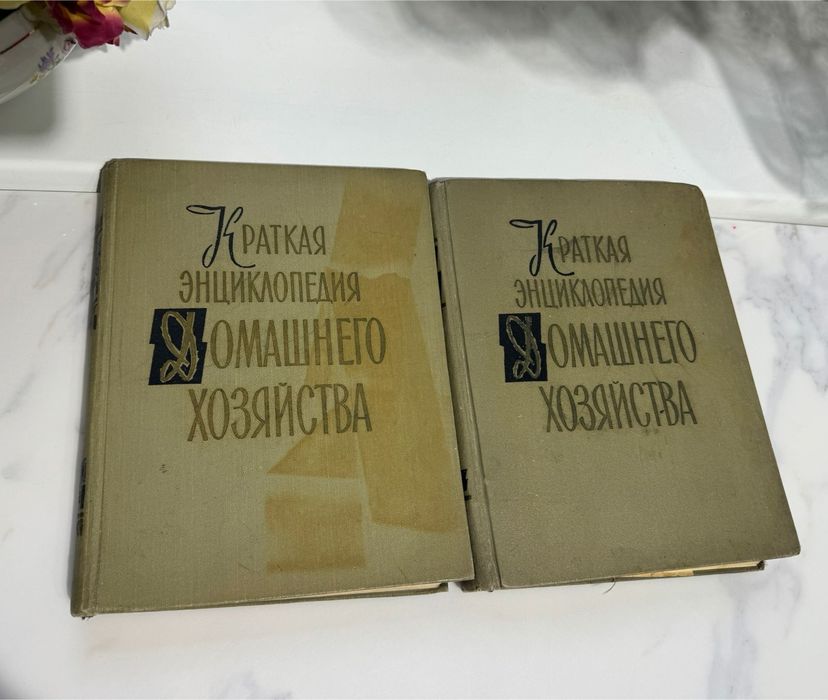 КРАТКАЯ
ЭНЦИКЛОПЕДИЯ
ДОМАШНЕГО
ХОЗЯЙСТВА
КРАТКАЯ
ЭНЦИКЛОПЕДИЯ
ДОМАШНЕГО
ХОЗЯЙСТВА